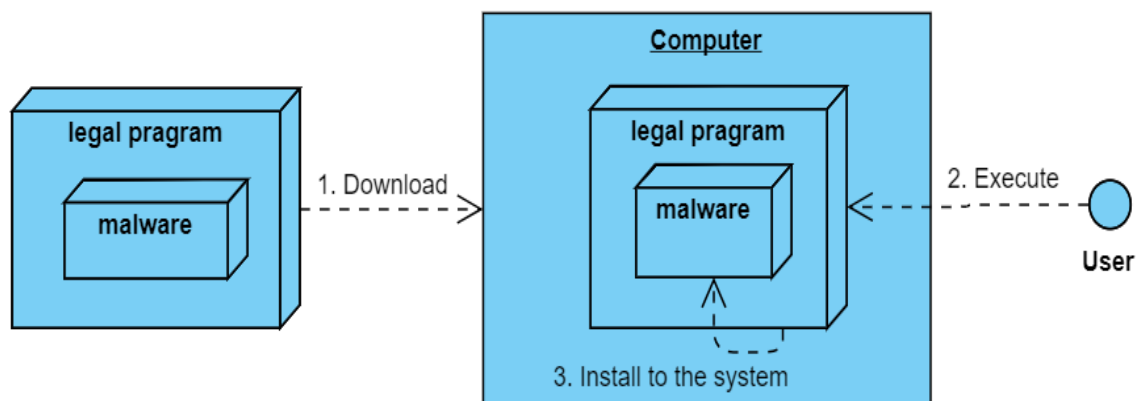 Computer
legal pragram
malware
1. Download
legal pragram
malware
2. Execute
User
3. Install to the system